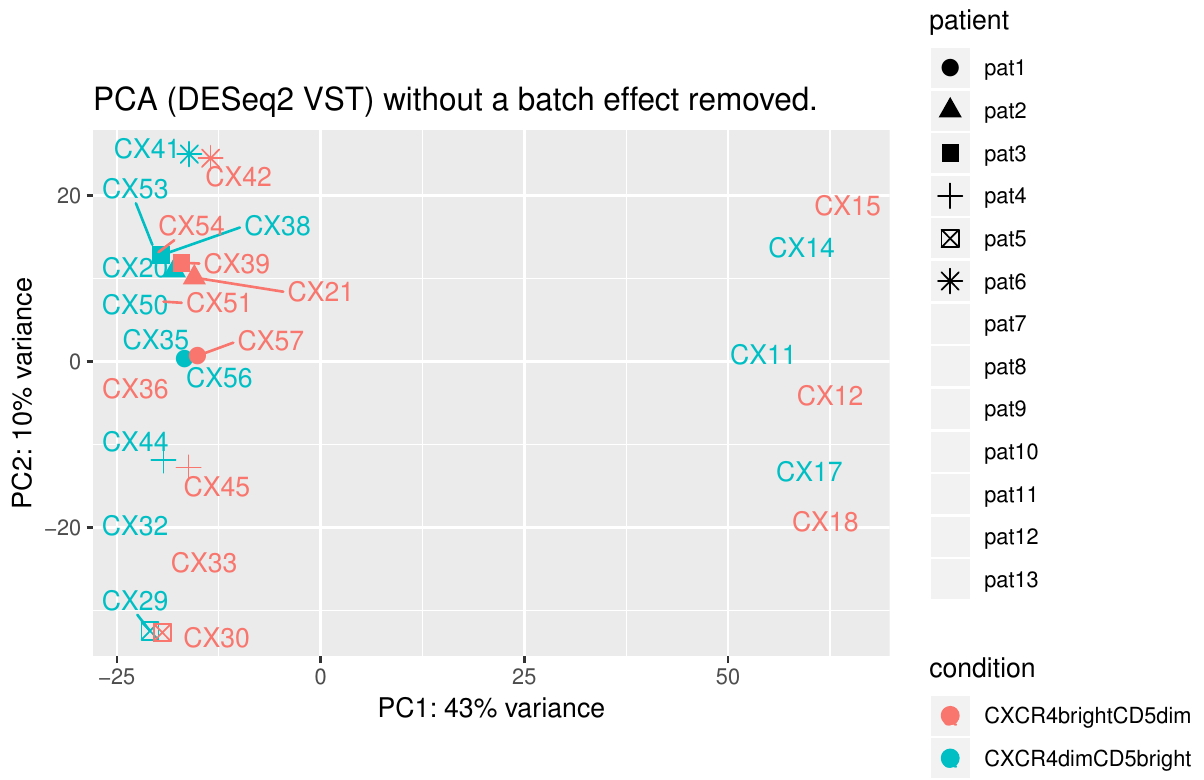 PCA (DESeq2 VST) without a batch effect removed.
CX41
CX42
CX53
CX54
CX38
CX15
CX14
CX20
CX39
CX21
CX50
CX51
CX35
CX57
CX56
CX11
CX36
CX12
CX44
CX45
CX17
CX32
CX18
CX33
CX29
CX30
20
0
−20
−25
0
25
50
PC1: 43% variance
PC2: 10% variance
patient
pat1
pat2
pat3
pat4
pat5
pat6
pat7
pat8
pat9
pat10
pat11
pat12
pat13
condition
CXCR4brightCD5dim
CXCR4dimCD5bright